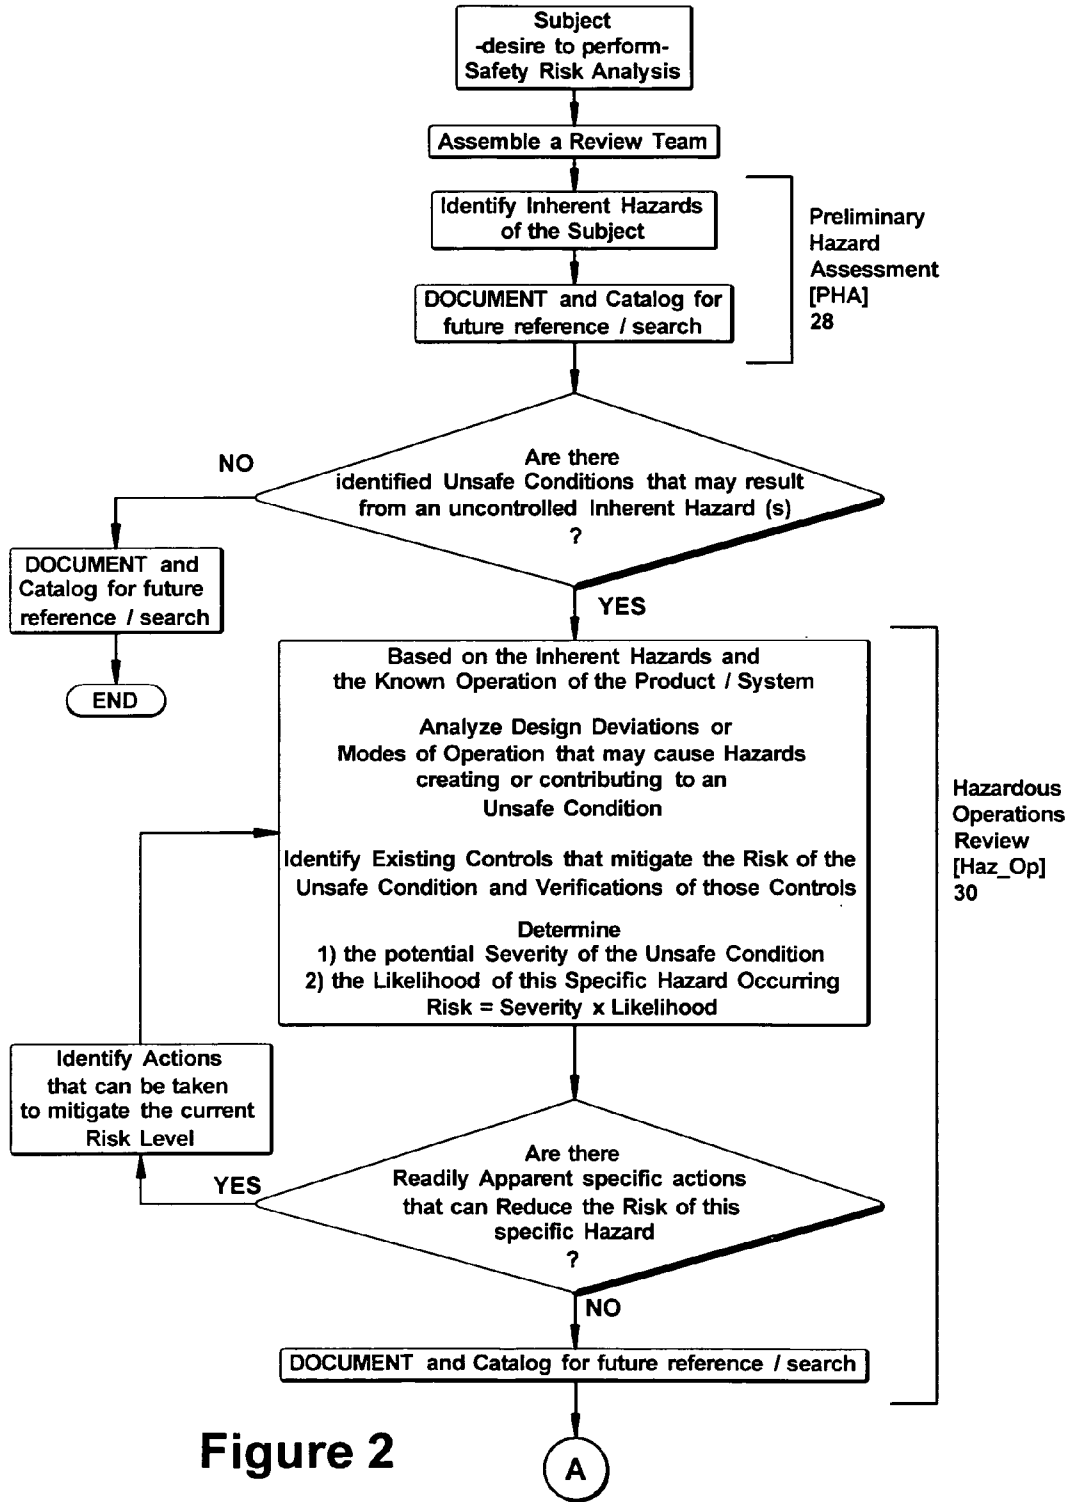 Subject
-desire to perform-
Safety Risk Analysis
Assemble a Review Team
Identify Inherent Hazards
of the Subject
DOCUMENT and Catalog for
future reference / search
Preliminary
Hazard
Assessment
[PHA]
28
Are there
identified Unsafe Conditions that may result
from an uncontrolled Inherent Hazard (s)
?
NO
DOCUMENT and
Catalog for future
reference / search
END
YES
Based on the Inherent Hazards and
the Known Operation of the Product / System
Analyze Design Deviations or
Modes of Operation that may cause Hazards
creating or contributing to an
Unsafe Condition
Identify Existing Controls that mitigate the Risk of the
Unsafe Condition and Verifications of those Controls
Determine
1) the potential Severity of the Unsafe Condition
2) the Likelihood of this Specific Hazard Occurring
Risk = Severity x Likelihood
Hazardous
Operations
Review
[Haz_Op]
30
Identify Actions
that can be taken
to mitigate the current
Risk Level
YES
Are there
Readily Apparent specific actions
that can Reduce the Risk of this
specific Hazard
?
NO
DOCUMENT and Catalog for future reference / search
A
Figure 2